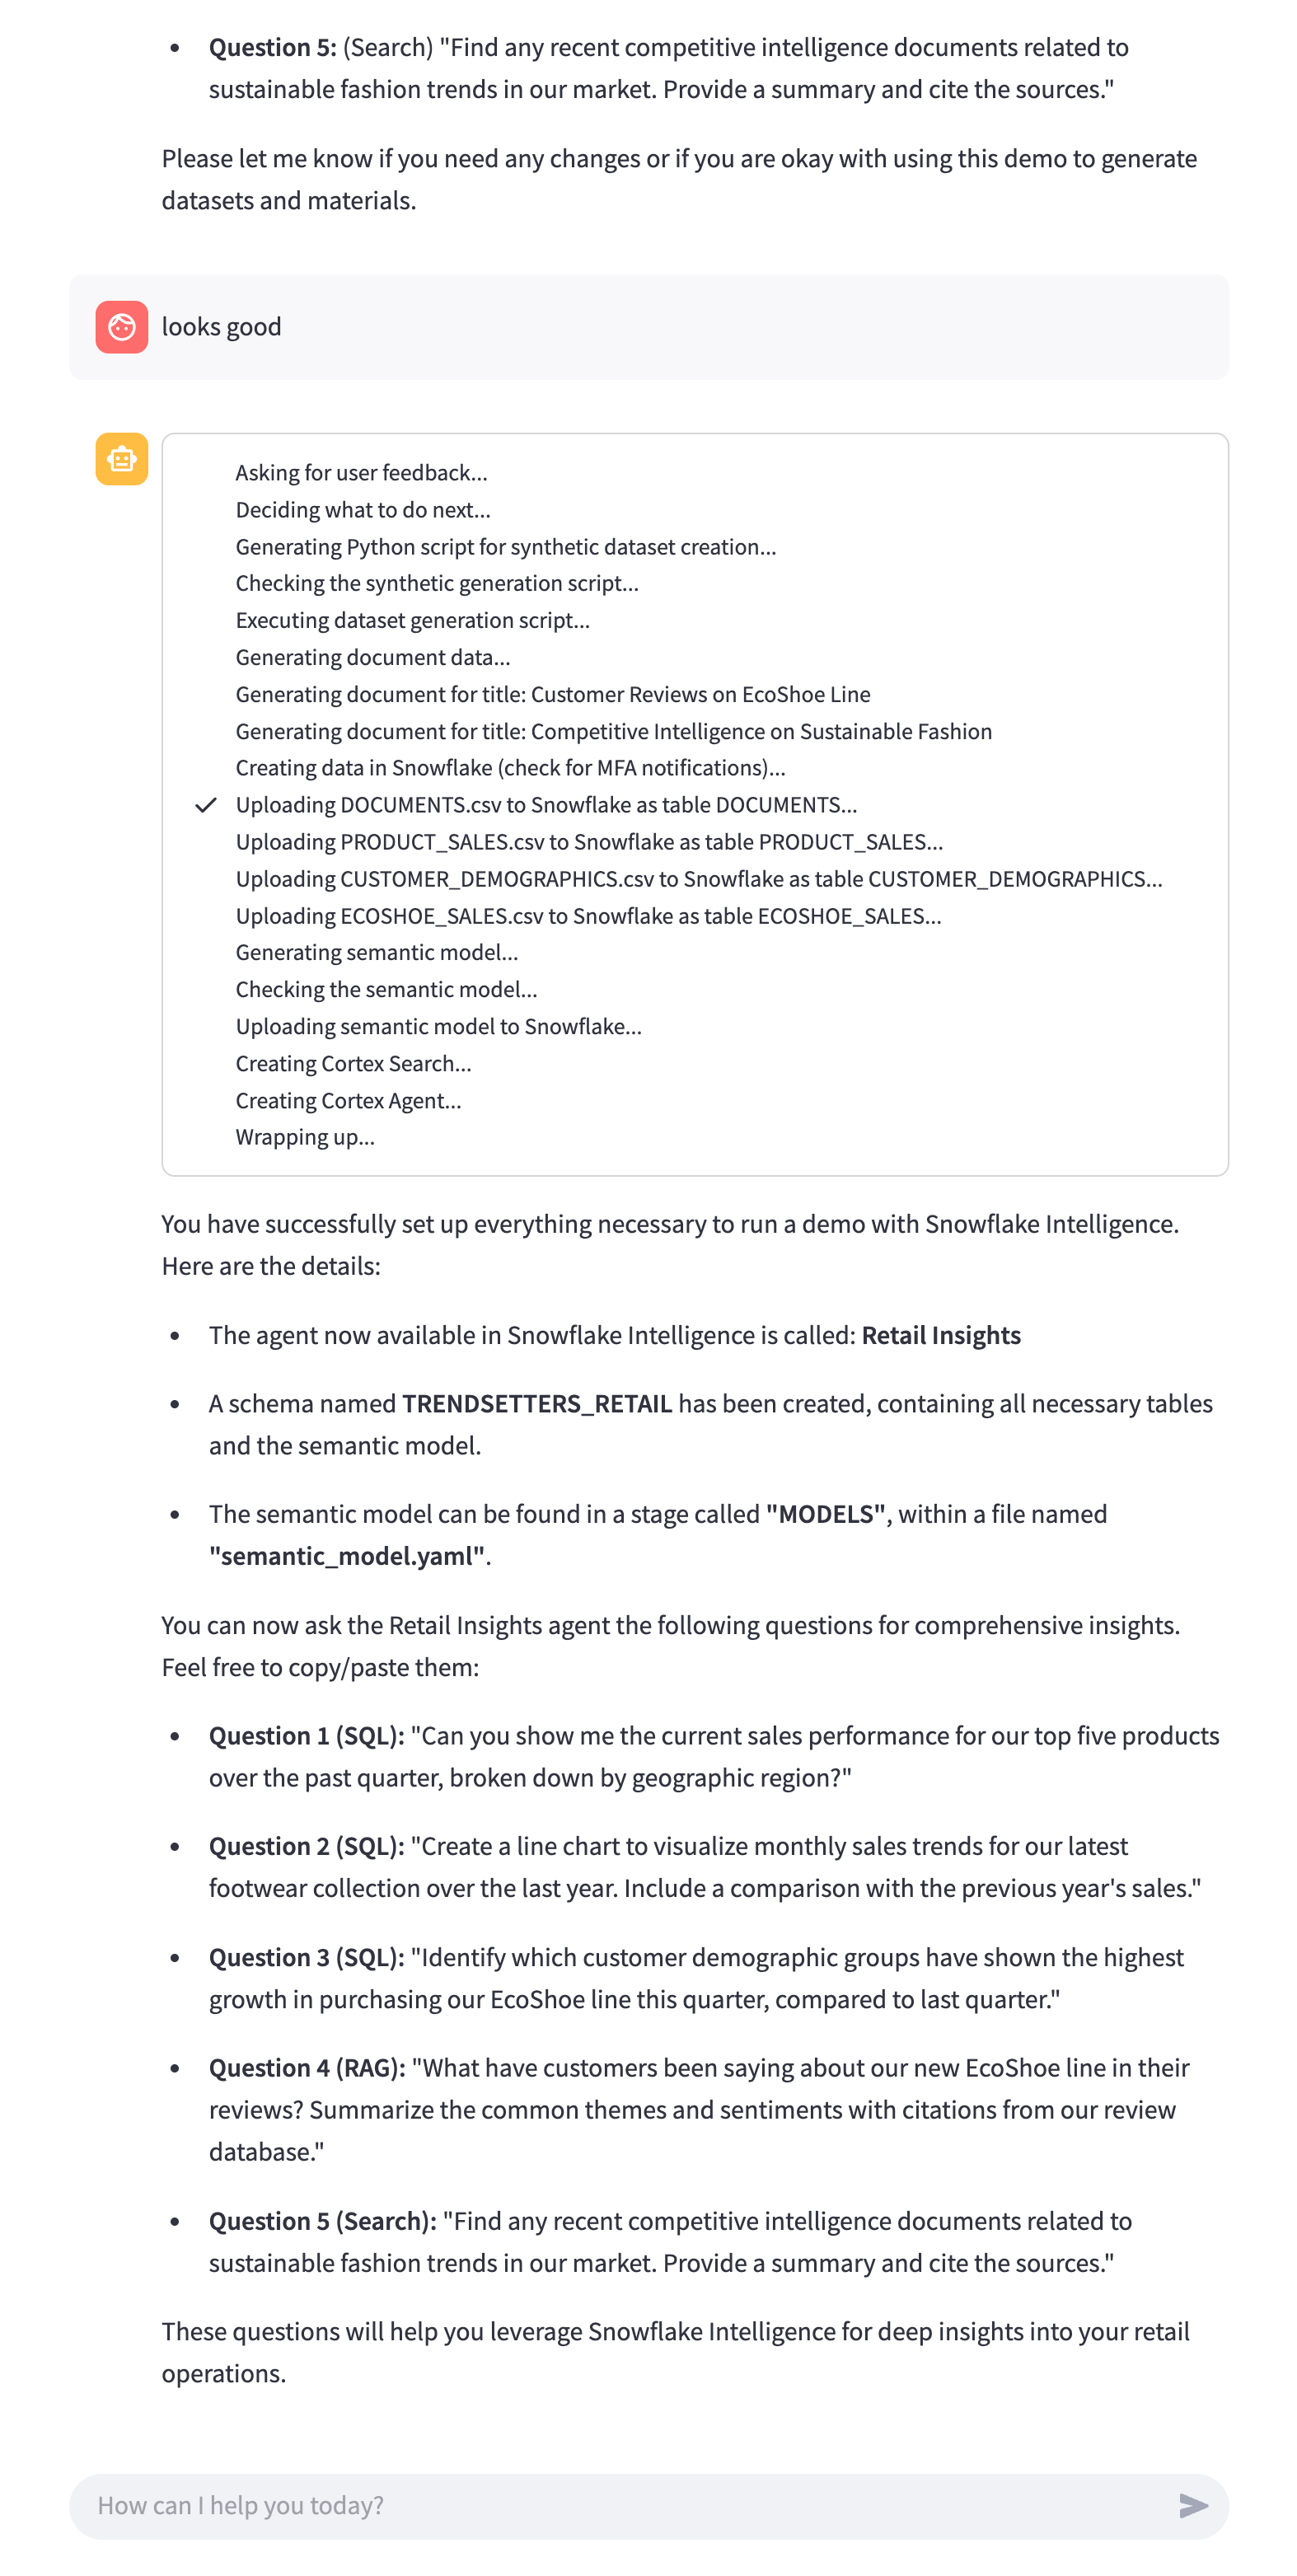 • Question 5: (Search) "Find any recent competitive intelligence documents related to
sustainable fashion trends in our market. Provide a summary and cite the sources."
Please let me know if you need any changes or if you are okay with using this demo to generate
datasets and materials.
looks good
Asking for user feedback...
Deciding what to do next...
Generating Python script for synthetic dataset creation...
Checking the synthetic generation script...
Executing dataset generation script...
Generating document data...
Generating document for title: Customer Reviews on EcoShoe Line
Generating document for title: Competitive Intelligence on Sustainable Fashion
Creating data in Snowflake (check for MFA notifications)...
Uploading DOCUMENTS.csv to Snowflake as table DOCUMENTS...
Uploading PRODUCT_SALES.csv to Snowflake as table PRODUCT_SALES...
Uploading CUSTOMER_DEMOGRAPHICS.csv to Snowflake as table CUSTOMER_DEMOGRAPHICS...
Uploading ECOSHOE_SALES.csv to Snowflake as table ECOSHOE_SALES...
Generating semantic model...
Checking the semantic model...
Uploading semantic model to Snowflake...
Creating Cortex Search...
Creating Cortex Agent...
Wrapping up...
You have successfully set up everything necessary to run a demo with Snowflake Intelligence.
Here are the details:
• The agent now available in Snowflake Intelligence is called: Retail Insights
• A schema named TRENDSETTERS_RETAIL has been created, containing all necessary tables
and the semantic model.
• The semantic model can be found in a stage called "MODELS", within a file named
"semantic_model.yaml".
You can now ask the Retail Insights agent the following questions for comprehensive insights.
Feel free to copy/paste them:
• Question 1 (SQL): "Can you show me the current sales performance for our top five products
over the past quarter, broken down by geographic region?"
• Question 2 (SQL): "Create a line chart to visualize monthly sales trends for our latest
footwear collection over the last year. Include a comparison with the previous year's sales."
• Question 3 (SQL): "Identify which customer demographic groups have shown the highest
growth in purchasing our EcoShoe line this quarter, compared to last quarter."
• Question 4 (RAG): "What have customers been saying about our new EcoShoe line in their
reviews? Summarize the common themes and sentiments with citations from our review
database."
• Question 5 (Search): "Find any recent competitive intelligence documents related to
sustainable fashion trends in our market. Provide a summary and cite the sources."
These questions will help you leverage Snowflake Intelligence for deep insights into your retail
operations.
How can I help you today?